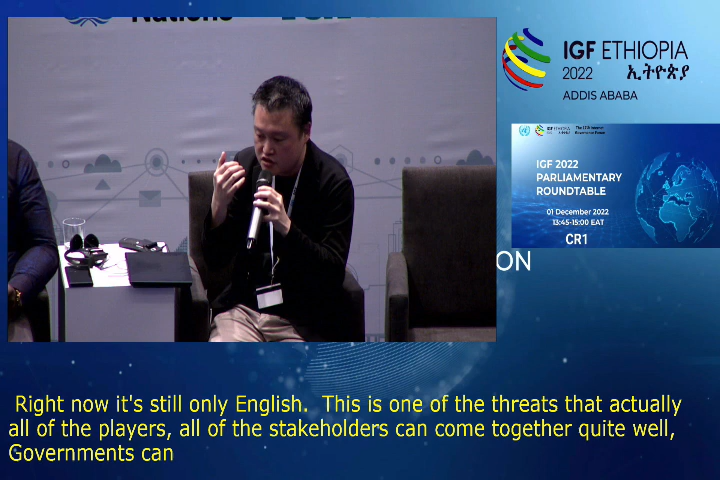 Nations
IGF ETHIOPIA
2022 ኢትዮጵያ
ADDIS ABABA
IGF 2022
PARLIAMENTARY
ROUNDTABLE
01 December 2022
13:45-15:00 EAT
CR1
ON
Right now it's still only English. This is one of the threats that actually
all of the players, all of the stakeholders can come together quite well,
Governments can